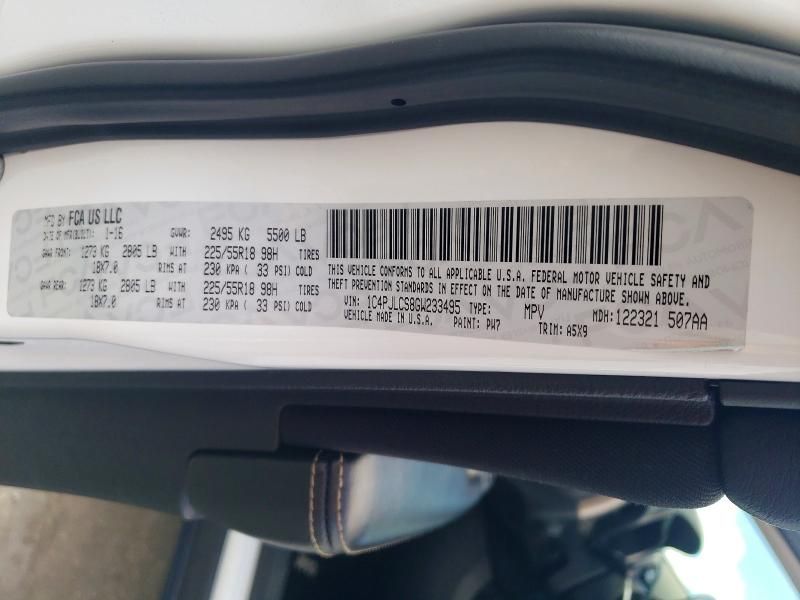 MFD BY FCA US LLC
DATE OF MFR 1-16 GVWR: 2495 KG 5500 LB
GAWR FRONT: 1273 KG 2805 LB WITH 225/55R18 98H TIRES
18X7.0 RIMS AT 230 KPA ( 33 PSI) COLD
GAWR REAR: 1273 KG 2805 LB WITH 225/55R18 98H TIRES
18X7.0 RIMS AT 230 KPA ( 33 PSI) COLD
THIS VEHICLE CONFORMS TO ALL APPLICABLE U.S.A. FEDERAL MOTOR VEHICLE SAFETY AND
THEFT PREVENTION STANDARDS IN EFFECT ON THE DATE OF MANUFACTURE SHOWN ABOVE.
VIN: 1C4PJLCS8GW233495 TYPE: MPV MDH: 122321 507AA
VEHICLE MADE IN U.S.A. PAINT: PW7 TRIM: A5X9